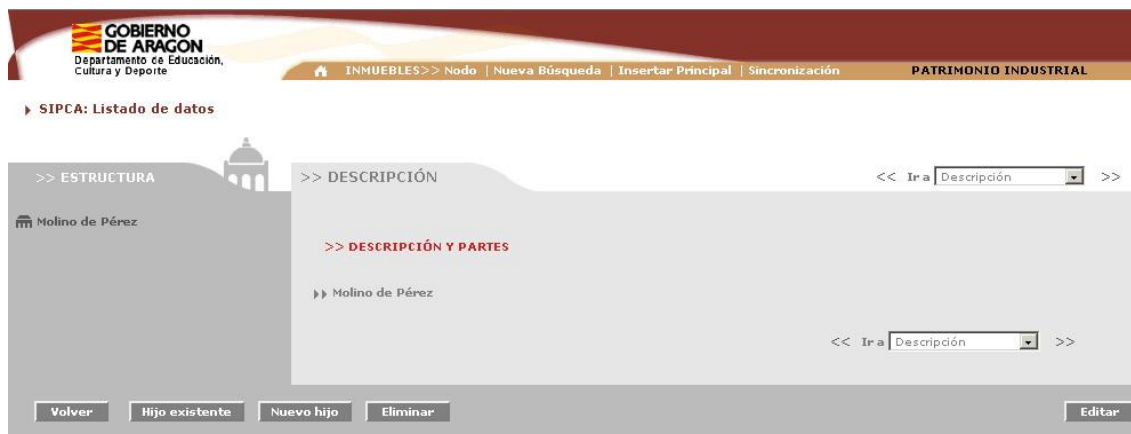 GOBIERNO
DE ARAGON
Departamento de Educación,
Cultura y Deporte
INMUEBLES>> Nodo | Nueva Búsqueda | Insertar Principal | Sincronización
PATRIMONIO INDUSTRIAL
SIPCA: Listado de datos
>> ESTRUCTURA
>> DESCRIPCIÓN
<< Ir a Descripción >>
Molino de Pérez
>> DESCRIPCIÓN Y PARTES
Molino de Pérez
<< Ir a Descripción >>
Volver Hijo existente Nuevo hijo Eliminar Editar